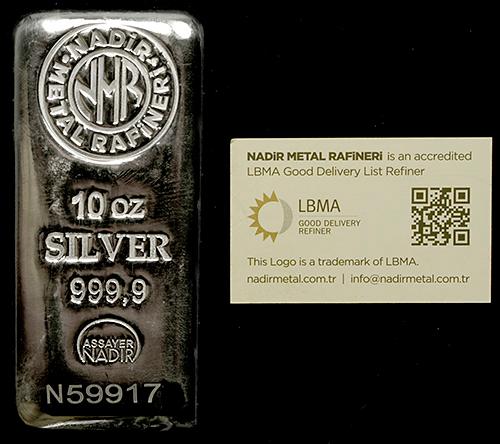 NADiR METAL RAFiNERi
NMR
10 OZ
SILVER
999,9
ASSAYER
NADIR
N59917
NADiR METAL RAFiNERi is an accredited
LBMA Good Delivery List Refiner
LBMA
GOOD DELIVERY
REFINER
This Logo is a trademark of LBMA.
nadirmetal.com.tr | info@nadirmetal.com.tr